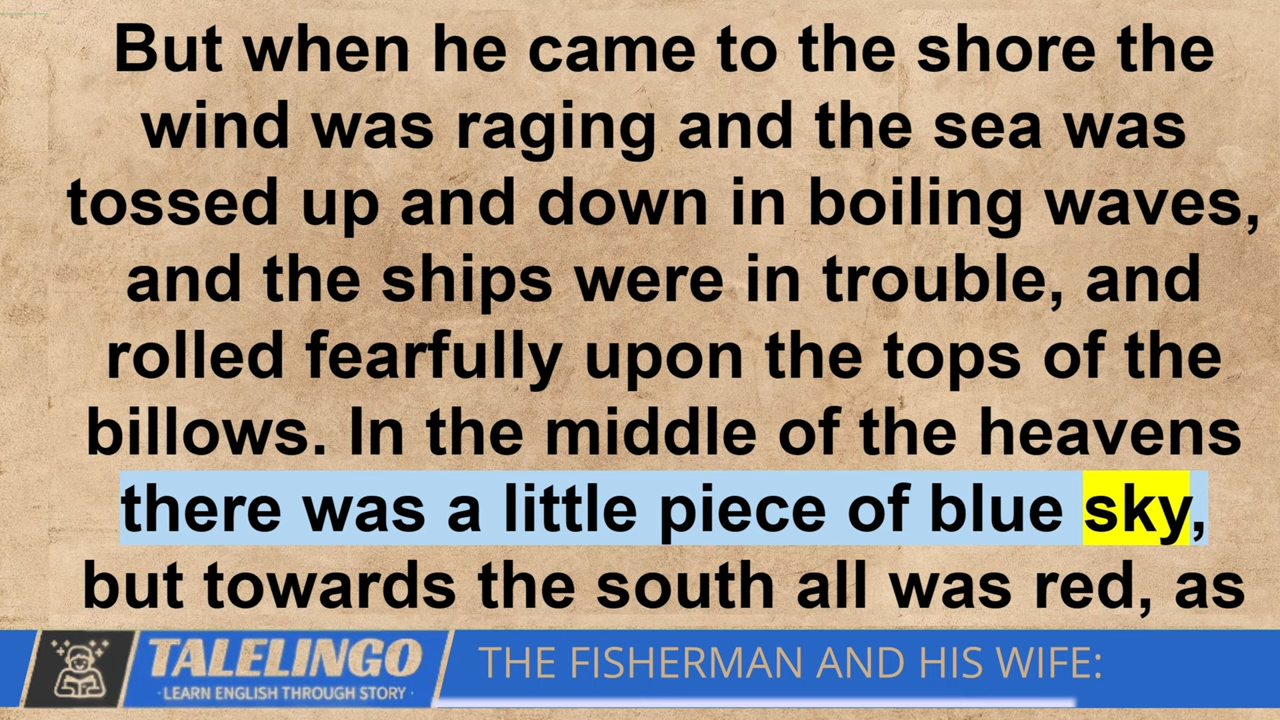 But when he came to the shore the
wind was raging and the sea was
tossed up and down in boiling waves,
and the ships were in trouble, and
rolled fearfully upon the tops of the
billows. In the middle of the heavens
there was a little piece of blue sky,
but towards the south all was red, as
TALELINGO
· LEARN ENGLISH THROUGH STORY ·
THE FISHERMAN AND HIS WIFE: